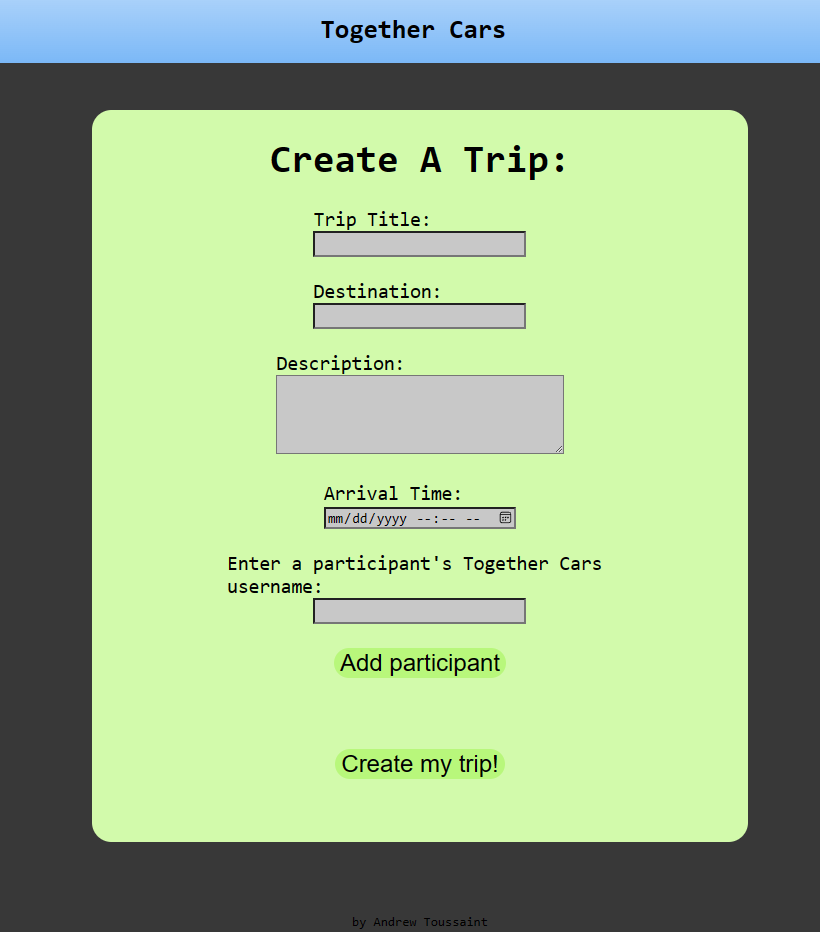 Together Cars
Create A Trip:
Trip Title:
Destination:
Description:
Arrival Time:
mm/dd/yyyy --:-- --
Enter a participant's Together Cars
username:
Add participant
Create my trip!
by Andrew Toussaint